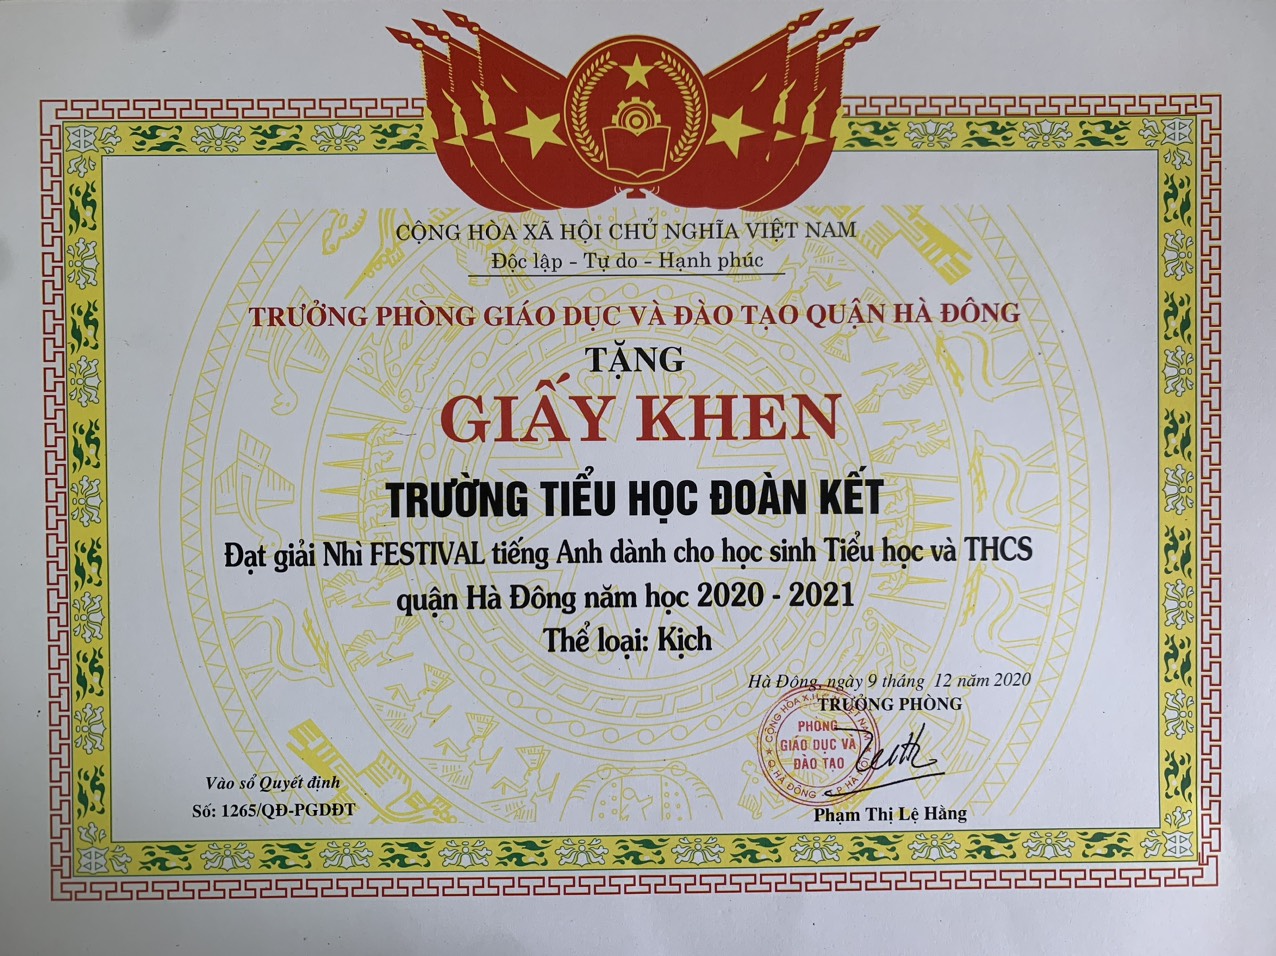 CỘNG HÒA XÃ HỘI CHỦ NGHĨA VIỆT NAM
Độc lập - Tự do - Hạnh phúc
TRƯỞNG PHÒNG GIÁO DỤC VÀ ĐÀO TẠO QUẬN HÀ ĐÔNG
TẶNG
GIẤY KHEN
TRƯỜNG TIỂU HỌC ĐOÀN KẾT
Đạt giải Nhì FESTIVAL tiếng Anh dành cho học sinh Tiểu học và THCS
quận Hà Đông năm học 2020 - 2021
Thể loại: Kịch
Hà Đông, ngày 9 tháng 12 năm 2020
TRƯỞNG PHÒNG
PHÒNG
GIÁO DỤC VÀ
ĐÀO TẠO
Q. HÀ ĐÔNG - T.P HÀ NỘI
Phạm Thị Lệ Hằng
Vào sổ Quyết định
Số: 1265/QĐ-PGDĐT